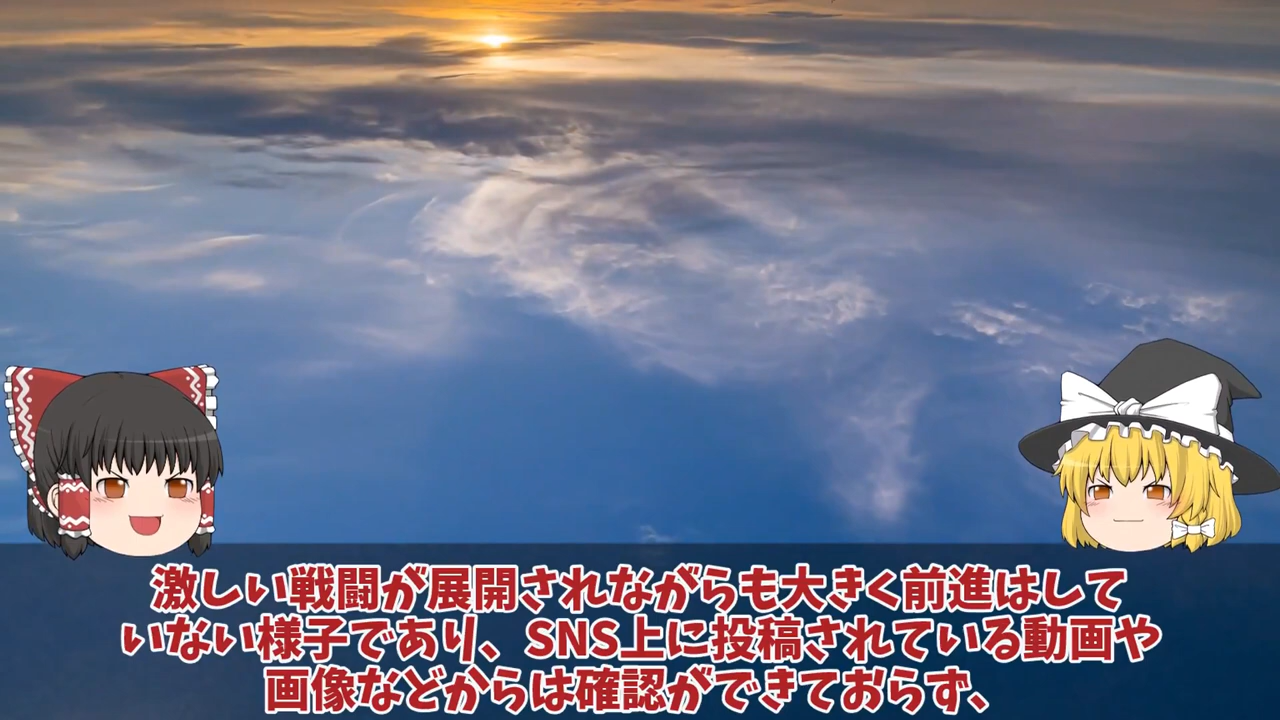 激しい戦闘が展開されながらも大きく前進はして
いない様子であり、SNS上に投稿されている動画や
画像などからは確認ができておらず、